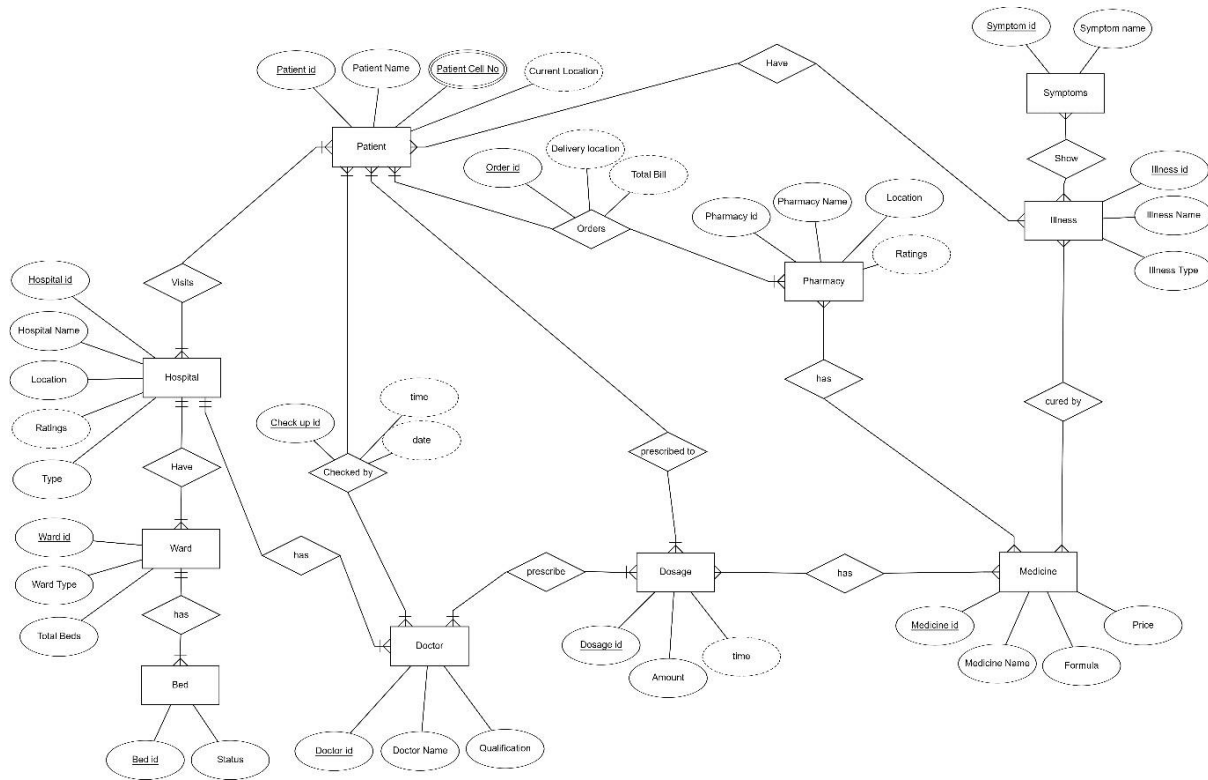 Symptom id
Symptom name
Patient id
Patient Name
Patient Cell No
Current Location
Have
Symptoms
Patient
Order id
Delivery location
Total Bill
Show
Illness id
Illness Name
Illness Type
Illness
Orders
Pharmacy id
Pharmacy Name
Location
Ratings
Pharmacy
Visits
Hospital id
Hospital Name
Location
Ratings
Type
Hospital
has
cured by
Check up id
time
date
Checked by
prescribed to
Have
Ward id
Ward Type
Total Beds
Ward
has
prescribe
Dosage
has
Medicine
has
Doctor
Dosage id
Amount
time
Medicine id
Medicine Name
Formula
Price
Bed
Bed id
Status
Doctor id
Doctor Name
Qualification